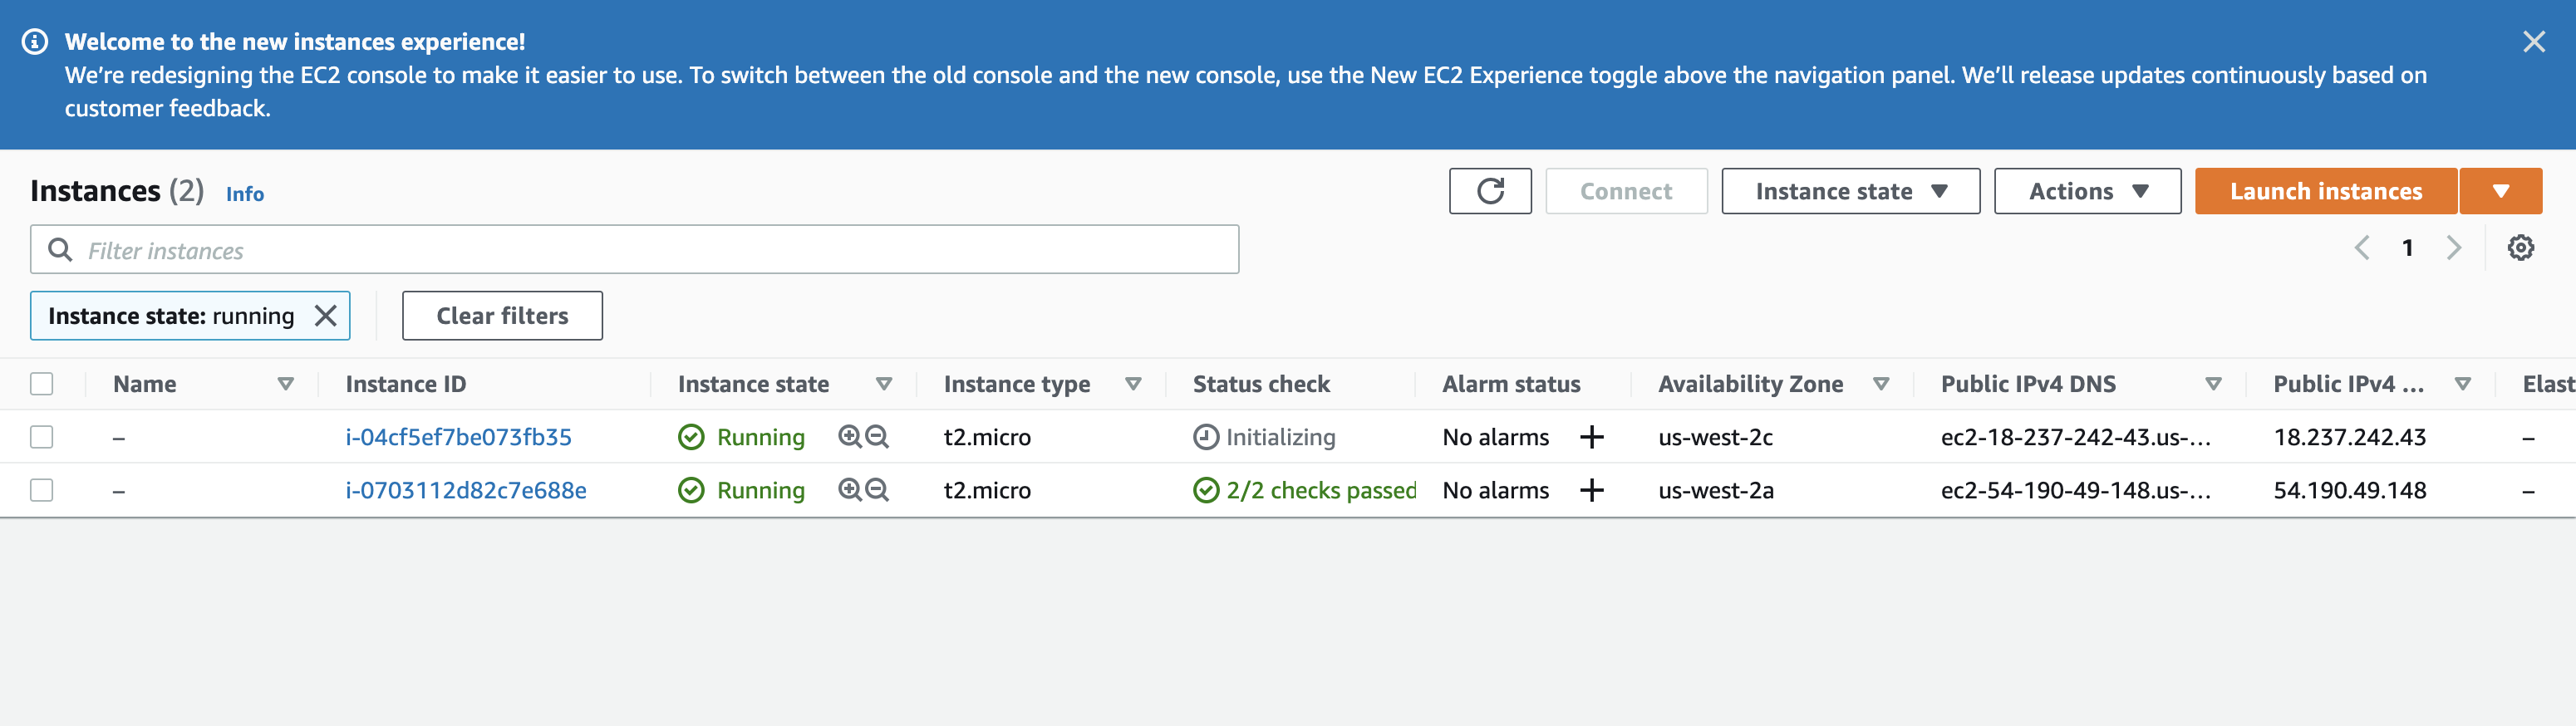 Welcome to the new instances experience!
We’re redesigning the EC2 console to make it easier to use. To switch between the old console and the new console, use the New EC2 Experience toggle above the navigation panel. We’ll release updates continuously based on
customer feedback.
Instances (2) Info
Connect
Instance state
Actions
Launch instances
Filter instances
1
Instance state: running
Clear filters
Name Instance ID Instance state Instance type Status check Alarm status Availability Zone Public IPv4 DNS Public IPv4 ... Elast
– i-04cf5ef7be073fb35 Running t2.micro Initializing No alarms + us-west-2c ec2-18-237-242-43.us-... 18.237.242.43 –
– i-0703112d82c7e688e Running t2.micro 2/2 checks passed No alarms + us-west-2a ec2-54-190-49-148.us-... 54.190.49.148 –